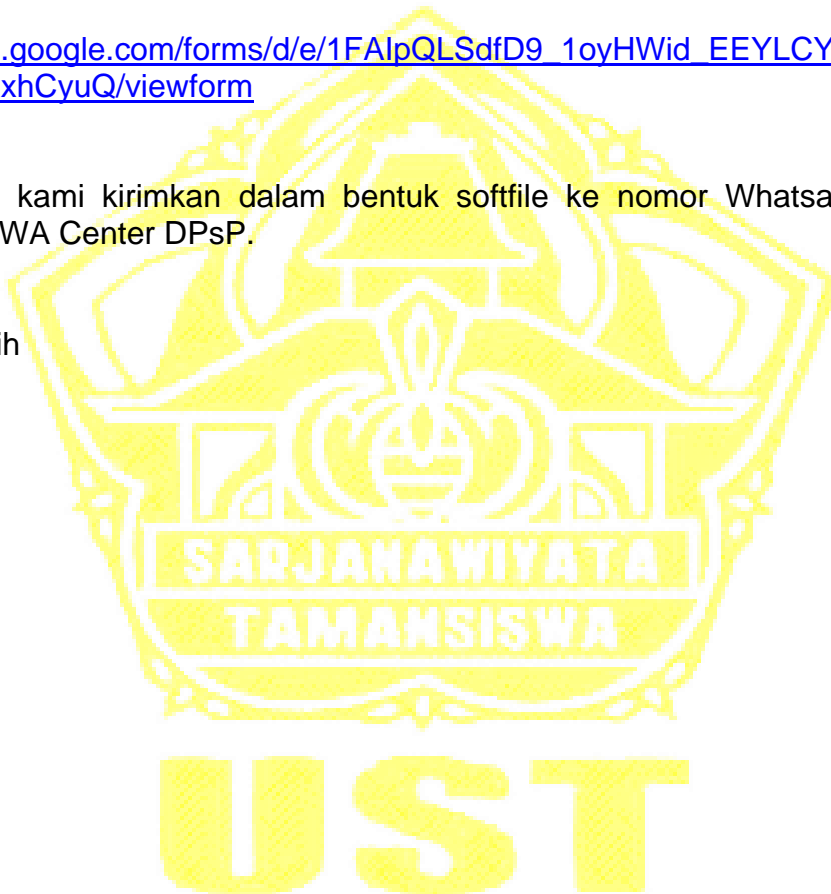 .google.com/forms/d/e/1FAIpQLSdfD9_1oyHWid_EEYLCY
xhCyuQ/viewform
kami kirimkan dalam bentuk softfile ke nomor Whatsa
WA Center DPsP.
ih
SARJANAWIYATA
TAMANSISWA
UST